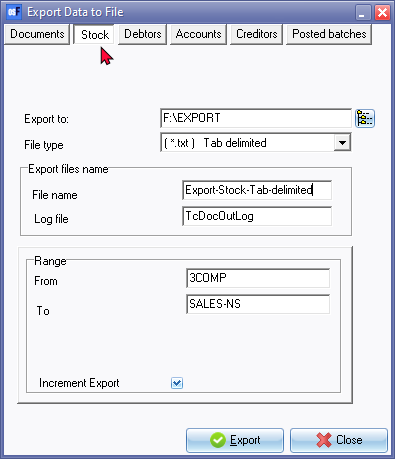 Export Data to File
Documents Stock Debtors Accounts Creditors Posted batches
Export to: F:\EXPORT
File type ( *.txt ) Tab delimited
Export files name
File name Export-Stock-Tab-delimited
Log file TcDocOutLog
Range
From 3COMP
To SALES-NS
Increment Export
Export Close